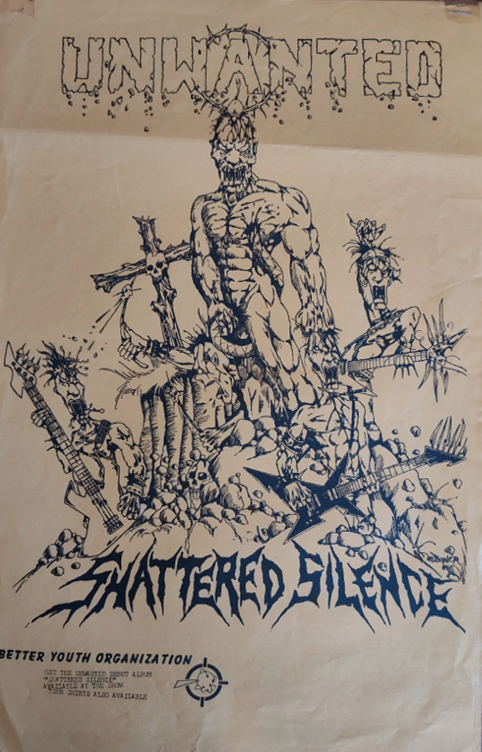 UNWANTED
SHATTERED SILENCE
BETTER YOUTH ORGANIZATION
GET THE UNWANTED DEBUT ALBUM
"SHATTERED SILENCE"
AVAILABLE AT THE SHOW
TOUR SHIRTS ALSO AVAILABLE